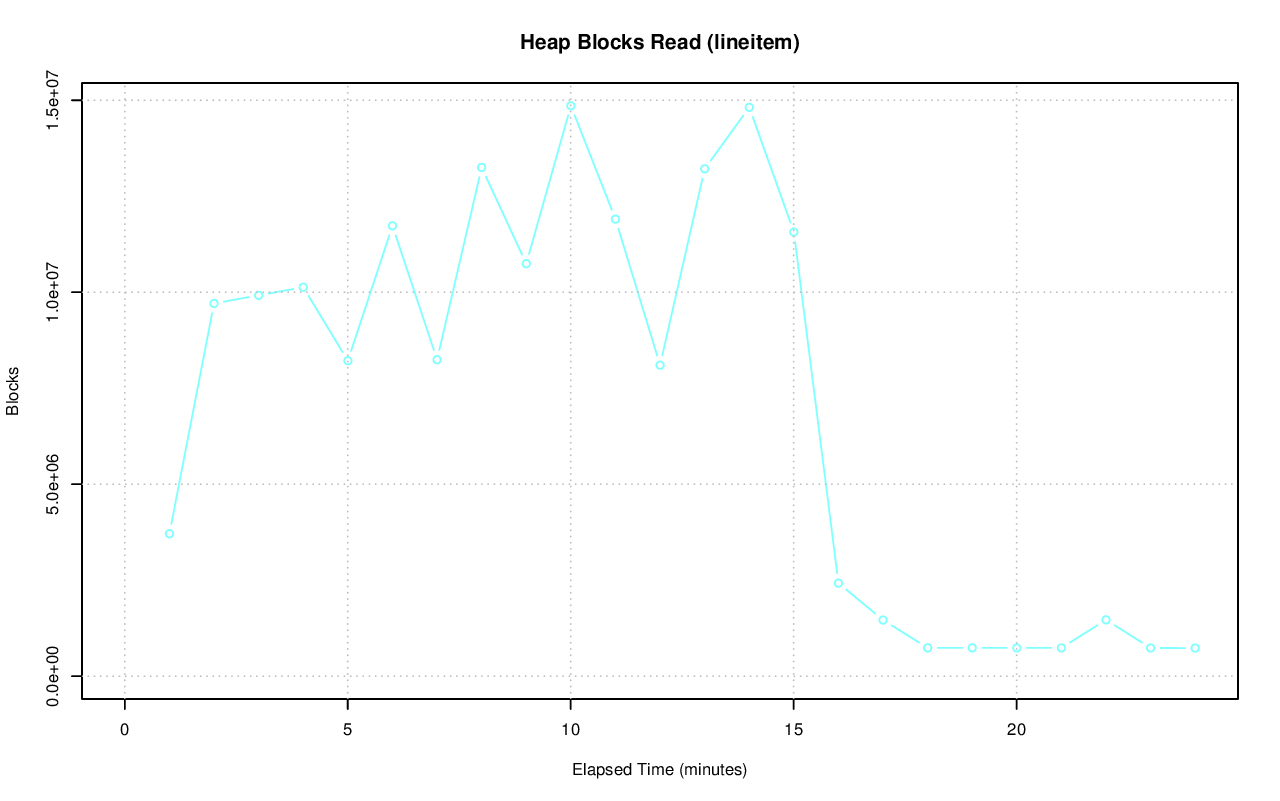 Heap Blocks Read (lineitem)
1.5e+07
1.0e+07
5.0e+06
0.0e+00
Blocks
0 5 10 15 20
Elapsed Time (minutes)